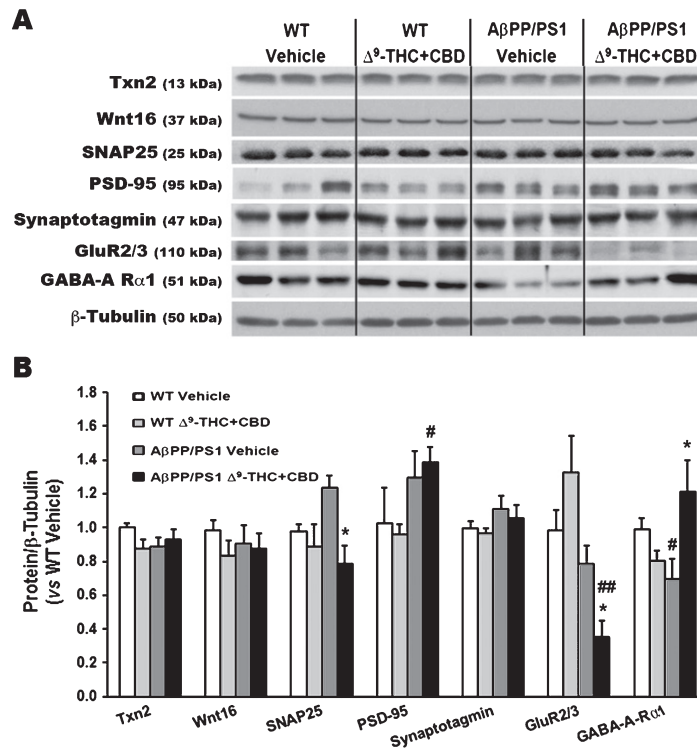 A
WT WT AβPP/PS1 AβPP/PS1
Vehicle Δ⁹-THC+CBD Vehicle Δ⁹-THC+CBD
Txn2 (13 kDa)
Wnt16 (37 kDa)
SNAP25 (25 kDa)
PSD-95 (95 kDa)
Synaptotagmin (47 kDa)
GluR2/3 (110 kDa)
GABA-A Rα1 (51 kDa)
β-Tubulin (50 kDa)
B
Protein/β-Tubulin
(vs WT Vehicle)
1.8
1.6
1.4
1.2
1.0
0.8
0.6
0.4
0.2
0.0
WT Vehicle
WT Δ⁹-THC+CBD
AβPP/PS1 Vehicle
AβPP/PS1 Δ⁹-THC+CBD
*
#
##
*
#
*
Txn2 Wnt16 SNAP25 PSD-95 Synaptotagmin GluR2/3 GABA-A-Rα1